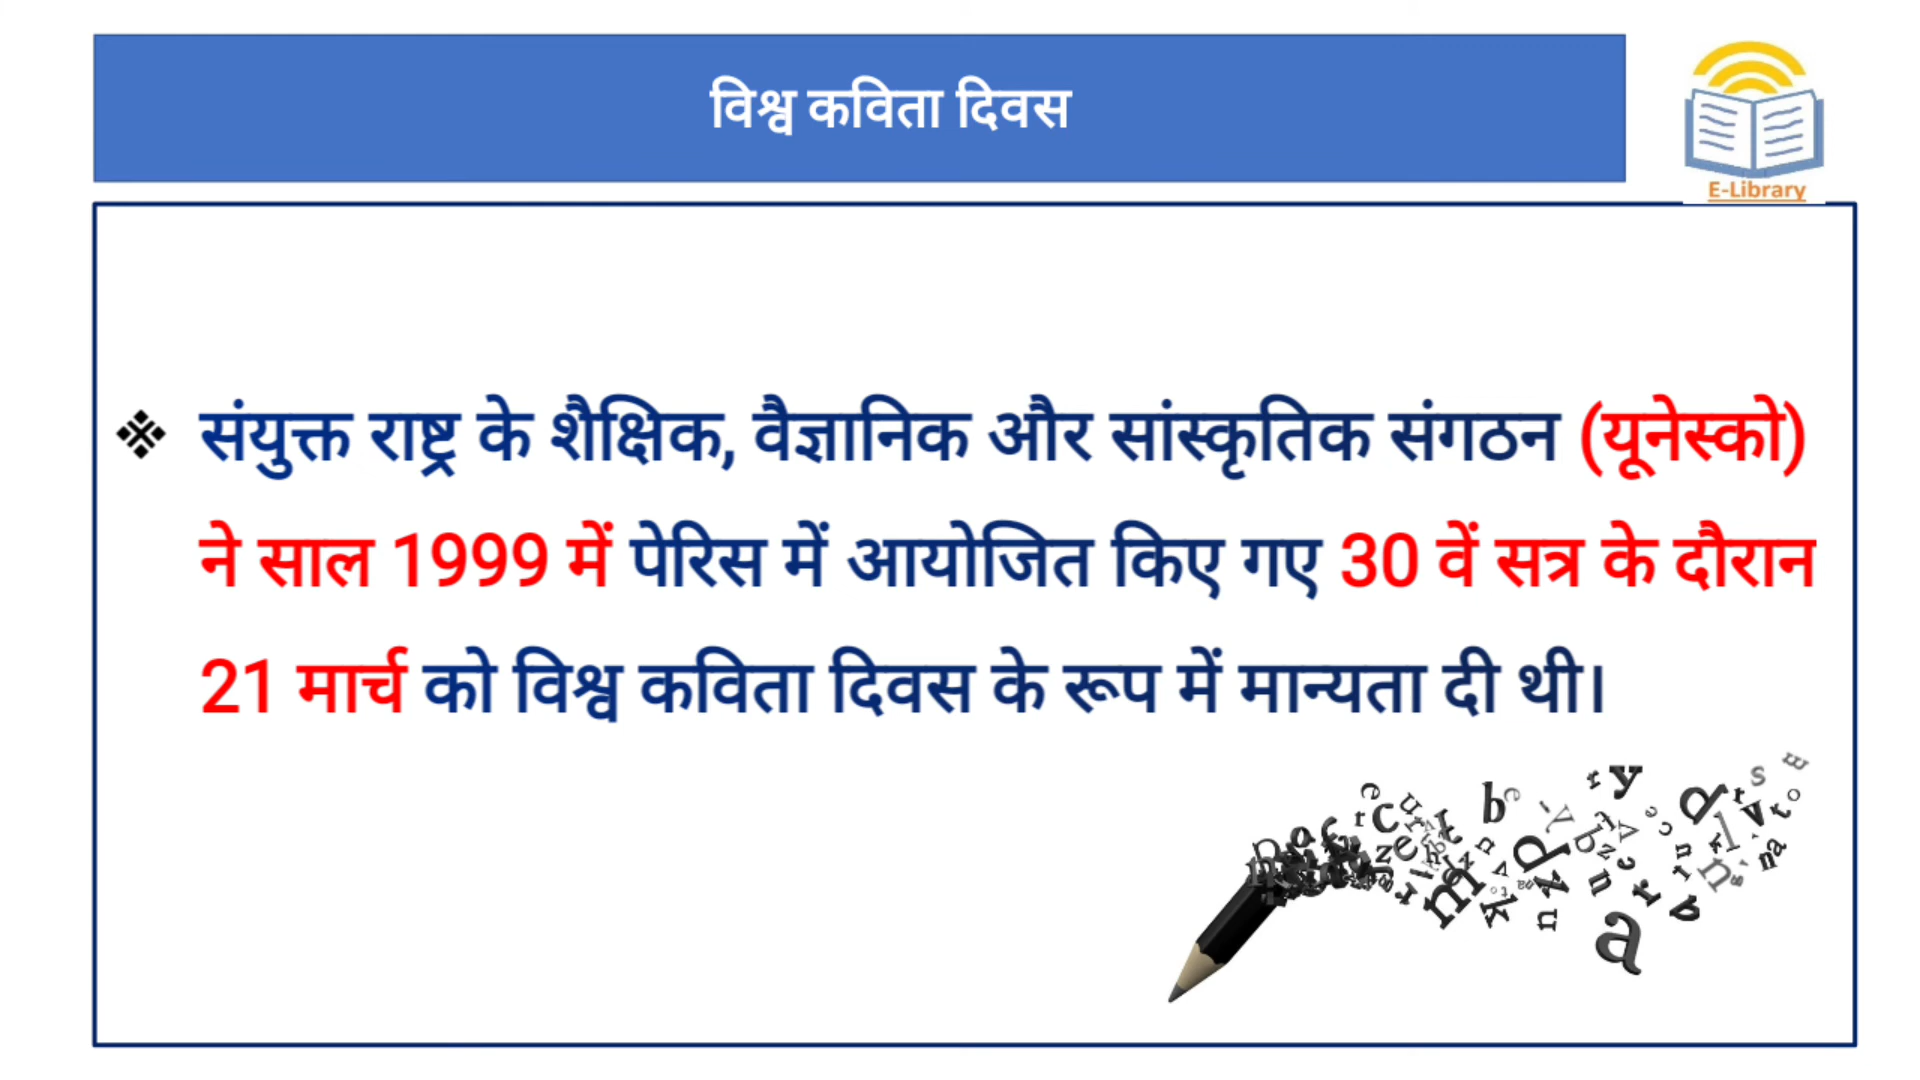 विश्व कविता दिवस
E-Library
संयुक्त राष्ट्र के शैक्षिक, वैज्ञानिक और सांस्कृतिक संगठन (यूनेस्को)
ने साल 1999 में पेरिस में आयोजित किए गए 30 वें सत्र के दौरान
21 मार्च को विश्व कविता दिवस के रूप में मान्यता दी थी।